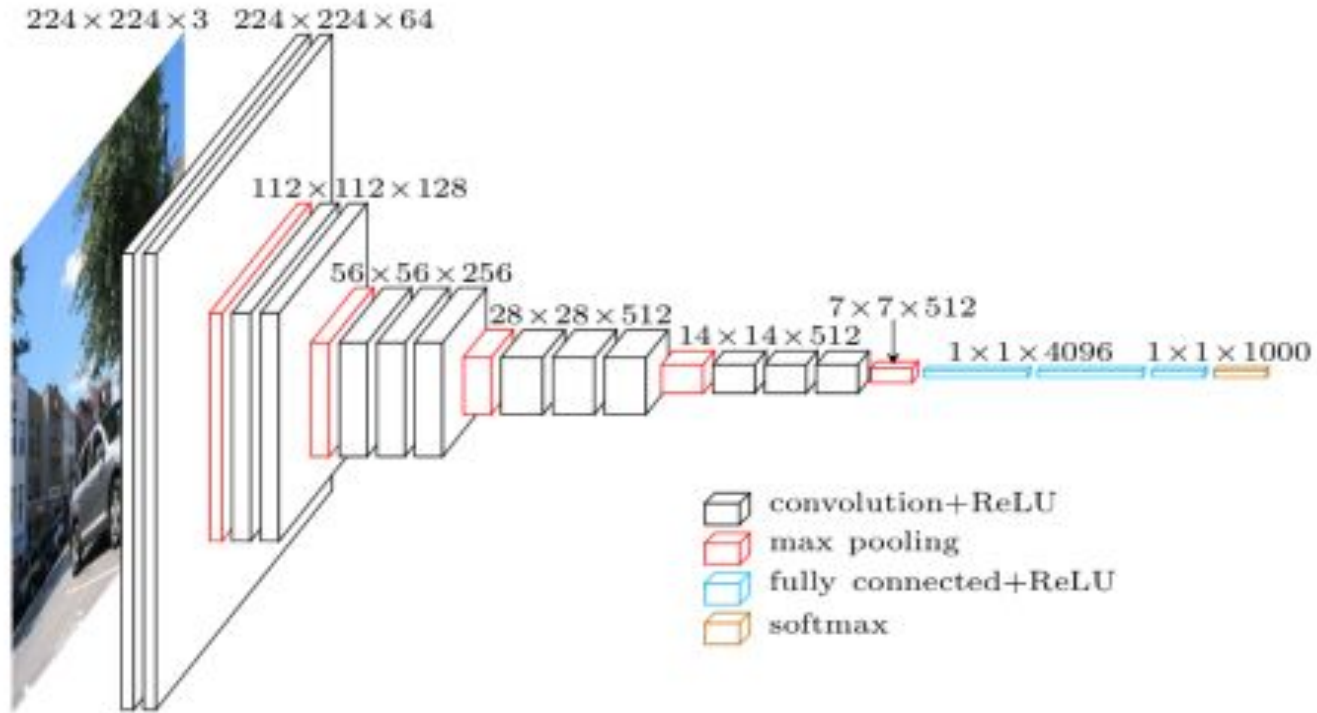 224 × 224 × 3
224 × 224 × 64
112 × 112 × 128
56 × 56 × 256
28 × 28 × 512
14 × 14 × 512
7 × 7 × 512
1 × 1 × 4096
1 × 1 × 1000
convolution+ReLU
max pooling
fully connected+ReLU
softmax